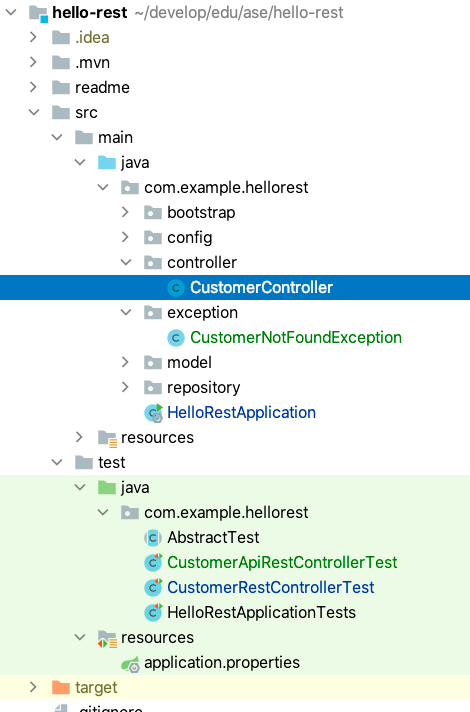 hello-rest ~/develop/edu/ase/hello-rest
.idea
.mvn
readme
src
main
java
com.example.hellorest
bootstrap
config
controller
CustomerController
exception
CustomerNotFoundException
model
repository
HelloRestApplication
resources
test
java
com.example.hellorest
AbstractTest
CustomerApiRestControllerTest
CustomerRestControllerTest
HelloRestApplicationTests
resources
application.properties
target
.gitignore